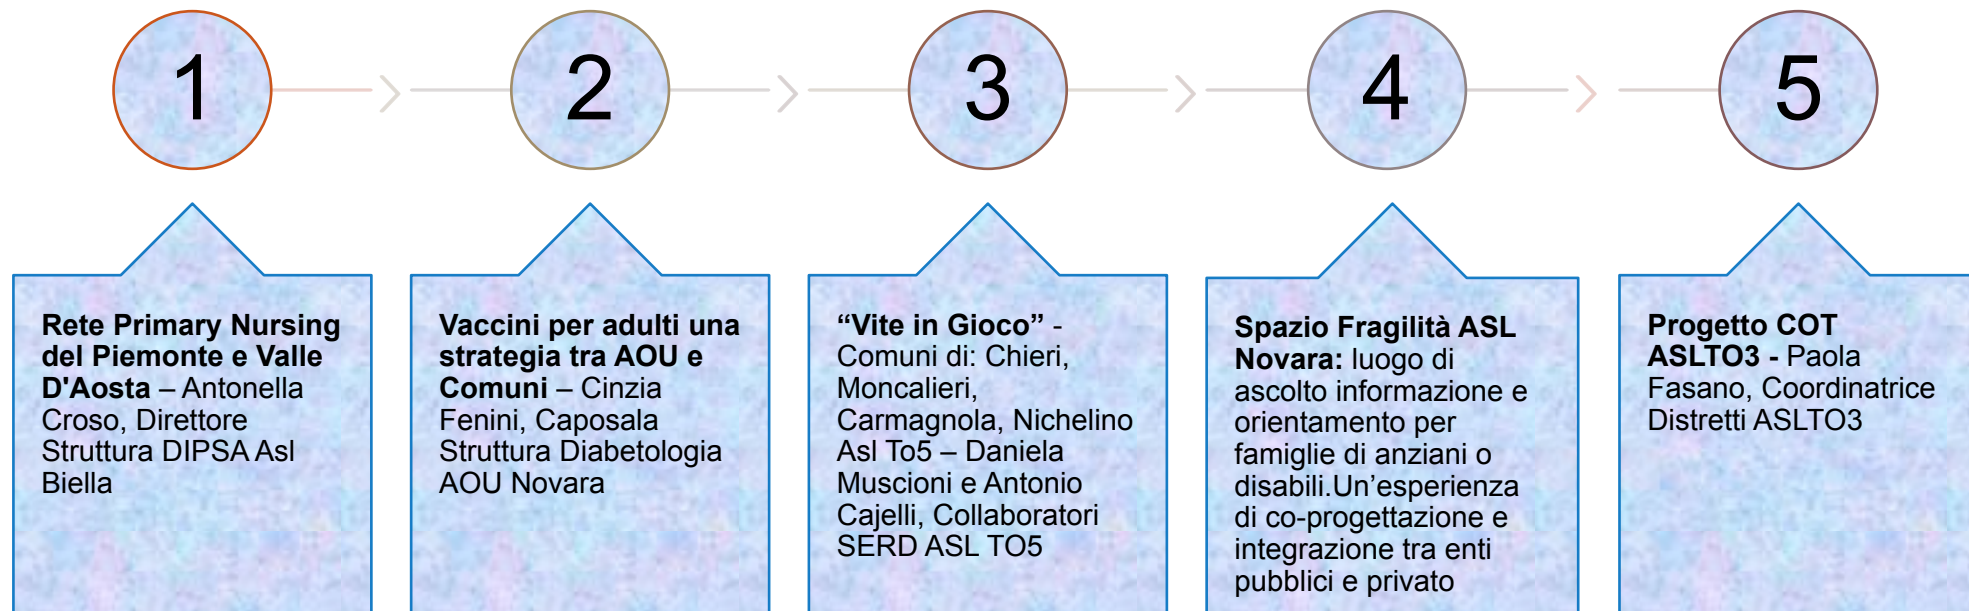 1
2
3
4
5
Rete Primary Nursing
del Piemonte e Valle
D'Aosta – Antonella
Croso, Direttore
Struttura DIPSA Asl
Biella
Vaccini per adulti una
strategia tra AOU e
Comuni – Cinzia
Fenini, Caposala
Struttura Diabetologia
AOU Novara
“Vite in Gioco” -
Comuni di: Chieri,
Moncalieri,
Carmagnola, Nichelino
Asl To5 – Daniela
Muscioni e Antonio
Cajelli, Collaboratori
SERD ASL TO5
Spazio Fragilità ASL
Novara: luogo di
ascolto informazione e
orientamento per
famiglie di anziani o
disabili.Un’esperienza
di co-progettazione e
integrazione tra enti
pubblici e privato
Progetto COT
ASLTO3 - Paola
Fasano, Coordinatrice
Distretti ASLTO3